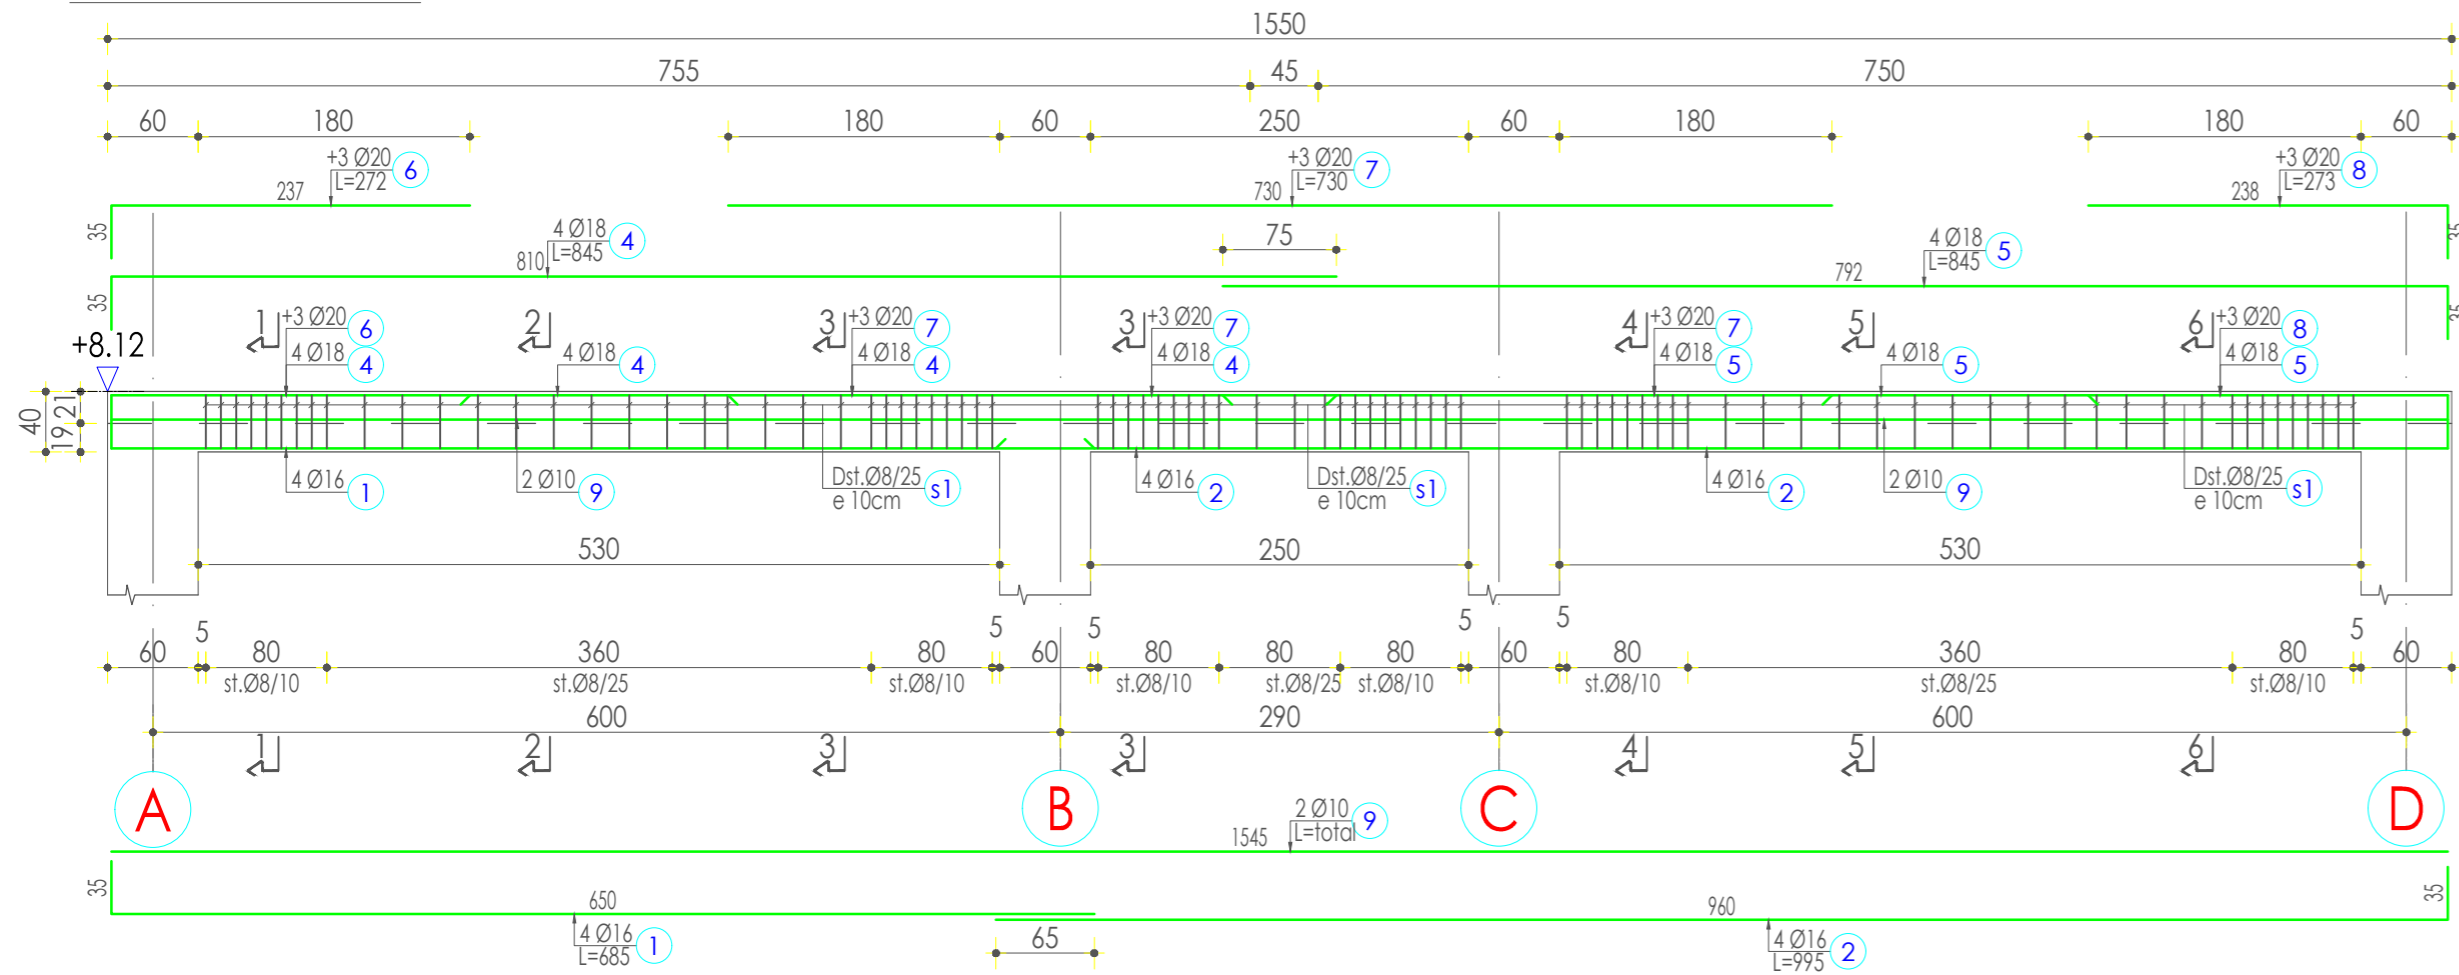 1550
755 45 750
60 180 180 60 250 60 180 180 60
+3 Ø20 6
L=272
+3 Ø20 7
L=730
+3 Ø20 8
L=273
237 730 238
35 35
4 Ø18 4
L=845
75
4 Ø18 5
L=845
810 792
35 35
1 +3 Ø20 6
4 Ø18 4
2
4 Ø18 4
3 +3 Ø20 7
4 Ø18 4
3 +3 Ø20 7
4 Ø18 4
4 +3 Ø20 7
4 Ø18 5
5
4 Ø18 5
6 +3 Ø20 8
4 Ø18 5
+8.12
40 19,21
4 Ø16 1
2 Ø10 9
Dst.Ø8/25 s1
e 10cm
4 Ø16 2
Dst.Ø8/25 s1
e 10cm
4 Ø16 2
2 Ø10 9
Dst.Ø8/25 s1
e 10cm
530 250 530
60 5 80 360 80 5 60 5 80 80 80 5 60 5 80 360 80 5 60
st.Ø8/10 st.Ø8/25 st.Ø8/10 st.Ø8/10 st.Ø8/25 st.Ø8/10 st.Ø8/10 st.Ø8/25 st.Ø8/10
600 290 600
1 2 3 3 4 5 6
A B C D
2 Ø10 9
L=total
1545
35 650 960 35
4 Ø16 1
L=685
65
4 Ø16 2
L=995